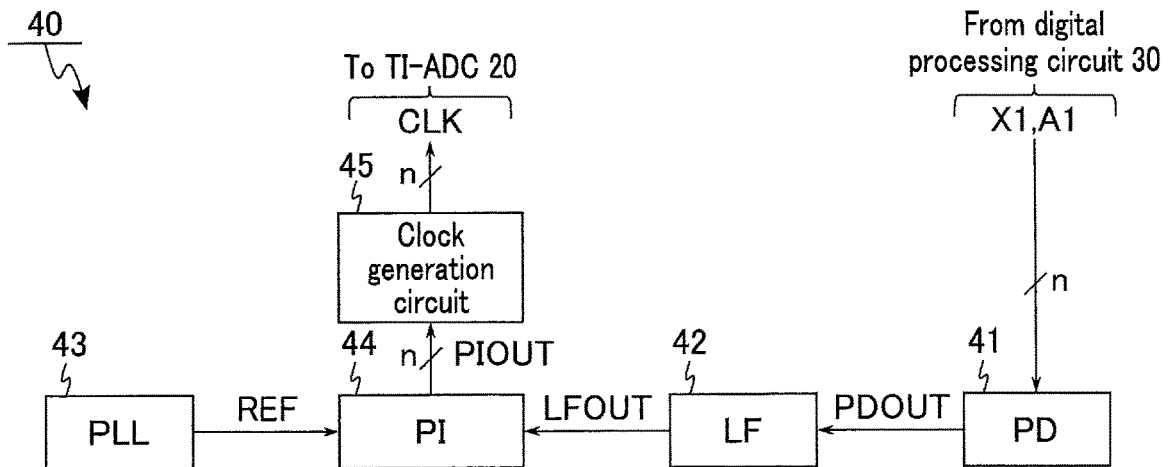 40
To TI-ADC 20
CLK
From digital
processing circuit 30
X1,A1
45
n
Clock
generation
circuit
n
43
44
n
PIOUT
42
41
PLL
REF
PI
LFOUT
LF
PDOUT
PD